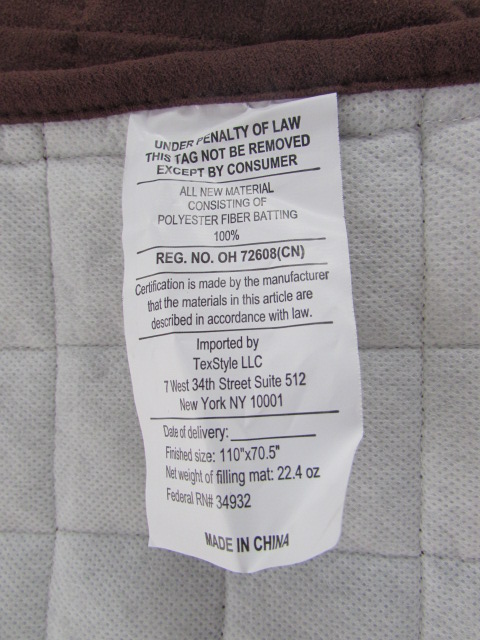 UNDER PENALTY OF LAW
THIS TAG NOT BE REMOVED
EXCEPT BY CONSUMER
ALL NEW MATERIAL
CONSISTING OF
POLYESTER FIBER BATTING
100%
REG. NO. OH 72608(CN)
Certification is made by the manufacturer
that the materials in this article are
described in accordance with law.
Imported by
TexStyle LLC
7 West 34th Street Suite 512
New York NY 10001
Date of delivery:
Finished size: 110"x70.5"
Net weight of filling mat: 22.4 oz
Federal RN# 34932
MADE IN CHINA